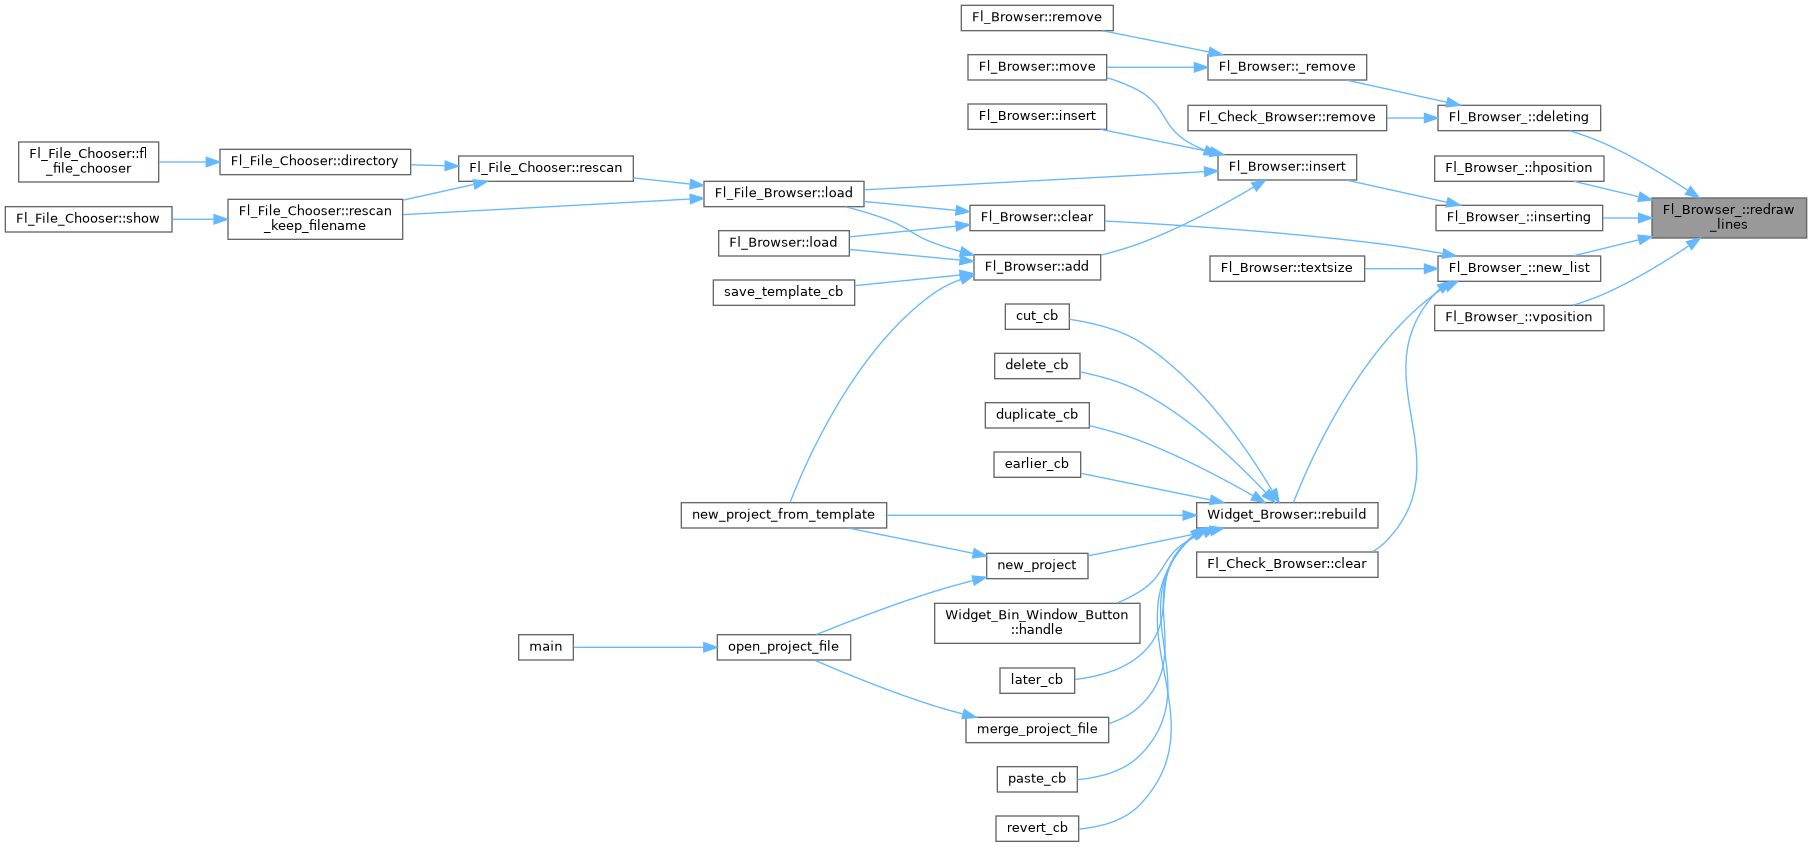 Fl_Browser::remove
Fl_Browser::move
Fl_Browser::_remove
Fl_Browser::insert
Fl_Check_Browser::remove
Fl_Browser_::deleting
Fl_File_Chooser::fl
_file_chooser
Fl_File_Chooser::directory
Fl_File_Chooser::rescan
Fl_Browser::insert
Fl_Browser_::hposition
Fl_File_Browser::load
Fl_File_Chooser::show
Fl_File_Chooser::rescan
_keep_filename
Fl_Browser::clear
Fl_Browser_::inserting
Fl_Browser_::redraw
_lines
Fl_Browser::load
Fl_Browser::add
Fl_Browser::textsize
Fl_Browser_::new_list
save_template_cb
cut_cb
Fl_Browser_::vposition
delete_cb
duplicate_cb
earlier_cb
new_project_from_template
Widget_Browser::rebuild
new_project
Fl_Check_Browser::clear
Widget_Bin_Window_Button
::handle
main
open_project_file
later_cb
merge_project_file
paste_cb
revert_cb